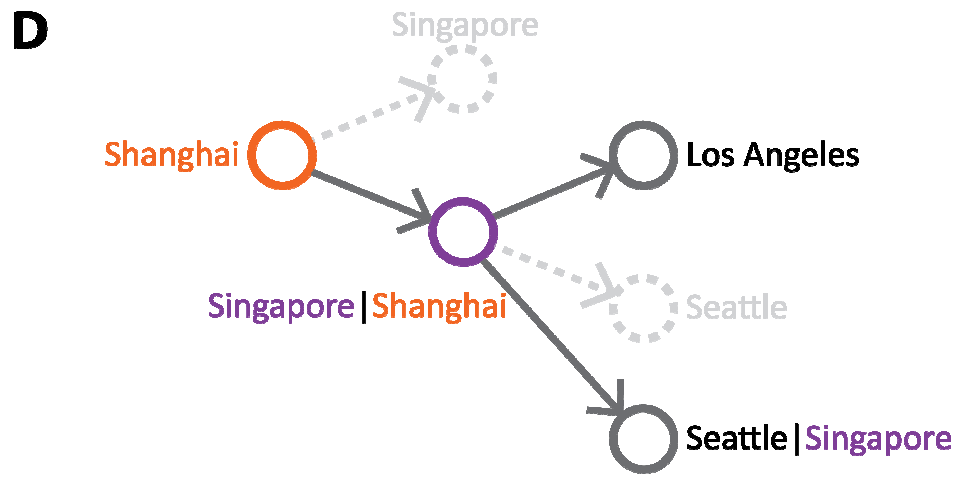 D
Singapore
Shanghai
Los Angeles
Singapore|Shanghai
Seattle
Seattle|Singapore